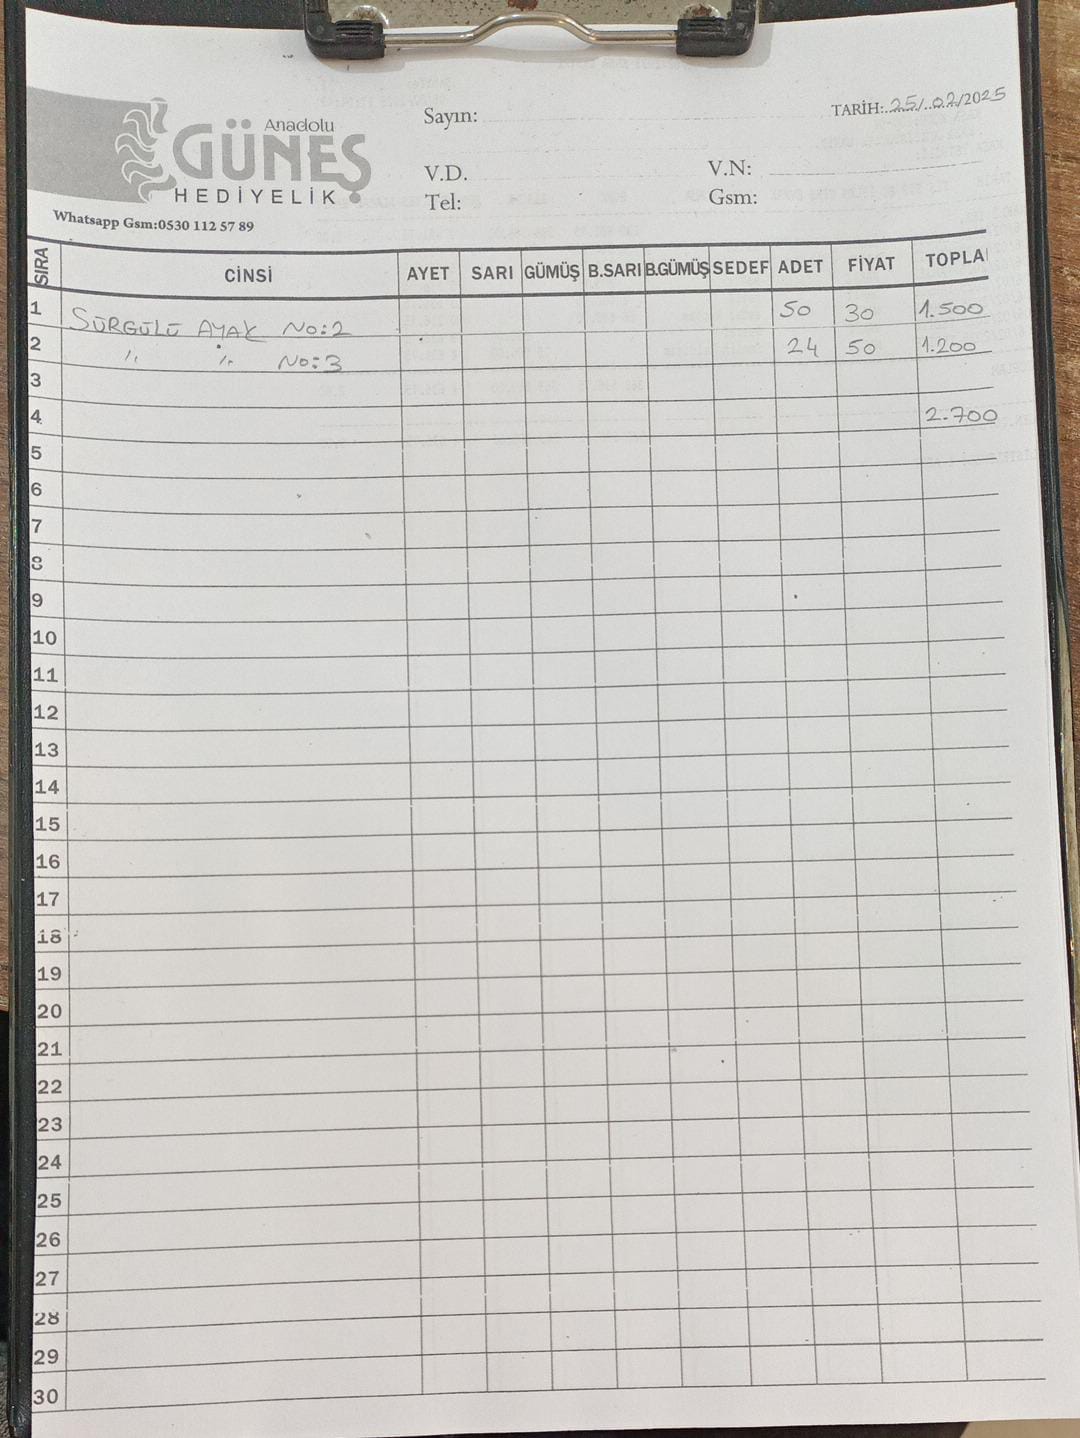 Anadolu
GÜNEŞ
HEDİYELİK
Whatsapp Gsm:0530 112 57 89
Sayın:
TARİH: 25/02/2025
V.D.
V.N:
Tel:
Gsm:
SIRA CİNSİ AYET SARI GÜMÜŞ B.SARI B.GÜMÜŞ SEDEF ADET FİYAT TOPLA
1 SÜRGÜLÜ AYAK No:2 50 30 1.500
2 " " No:3 24 50 1.200
3
4 2.700
5
6
7
8
9
10
11
12
13
14
15
16
17
18
19
20
21
22
23
24
25
26
27
28
29
30